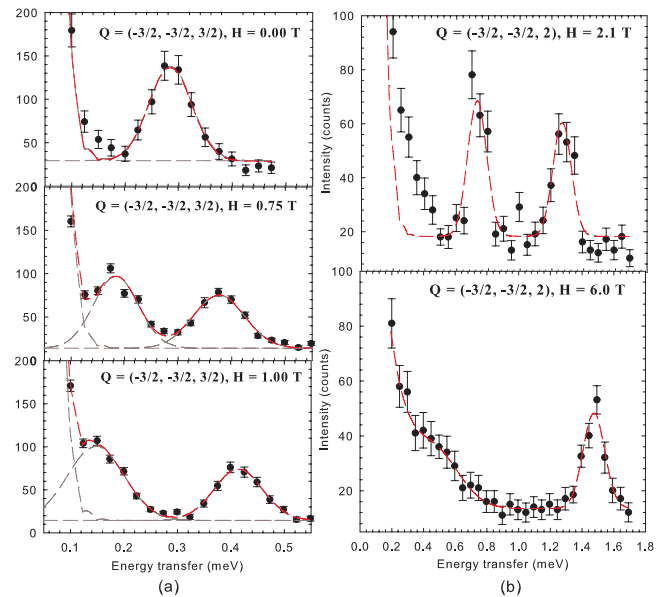 200
Q = (-3/2, -3/2, 3/2), H = 0.00 T
150
100
50
200
0
Q = (-3/2, -3/2, 3/2), H = 0.75 T
150
100
50
200
0
Q = (-3/2, -3/2, 3/2), H = 1.00 T
150
100
50
0
0.1 0.2 0.3 0.4 0.5
Energy transfer (meV)
(a)
100
Q = (-3/2, -3/2, 2), H = 2.1 T
80
60
40
20
Intensity (counts)
100
Q = (-3/2, -3/2, 2), H = 6.0 T
80
60
40
20
Intensity (counts)
0.0 0.2 0.4 0.6 0.8 1.0 1.2 1.4 1.6 1.8
Energy transfer (meV)
(b)